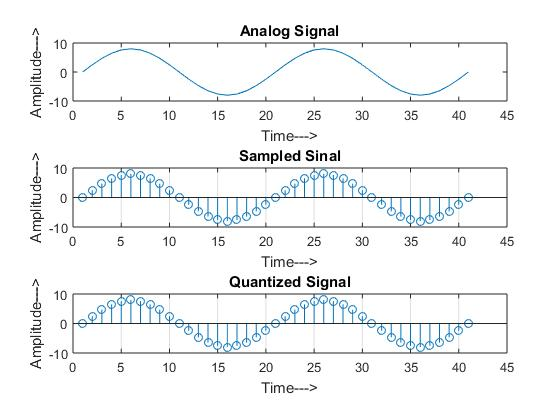 Analog Signal
10
0
-10
Amplitude--->
0 5 10 15 20 25 30 35 40 45
Time--->
Sampled Sinal
10
0
-10
Amplitude--->
0 5 10 15 20 25 30 35 40 45
Time--->
Quantized Signal
10
0
-10
Amplitude--->
0 5 10 15 20 25 30 35 40 45
Time--->